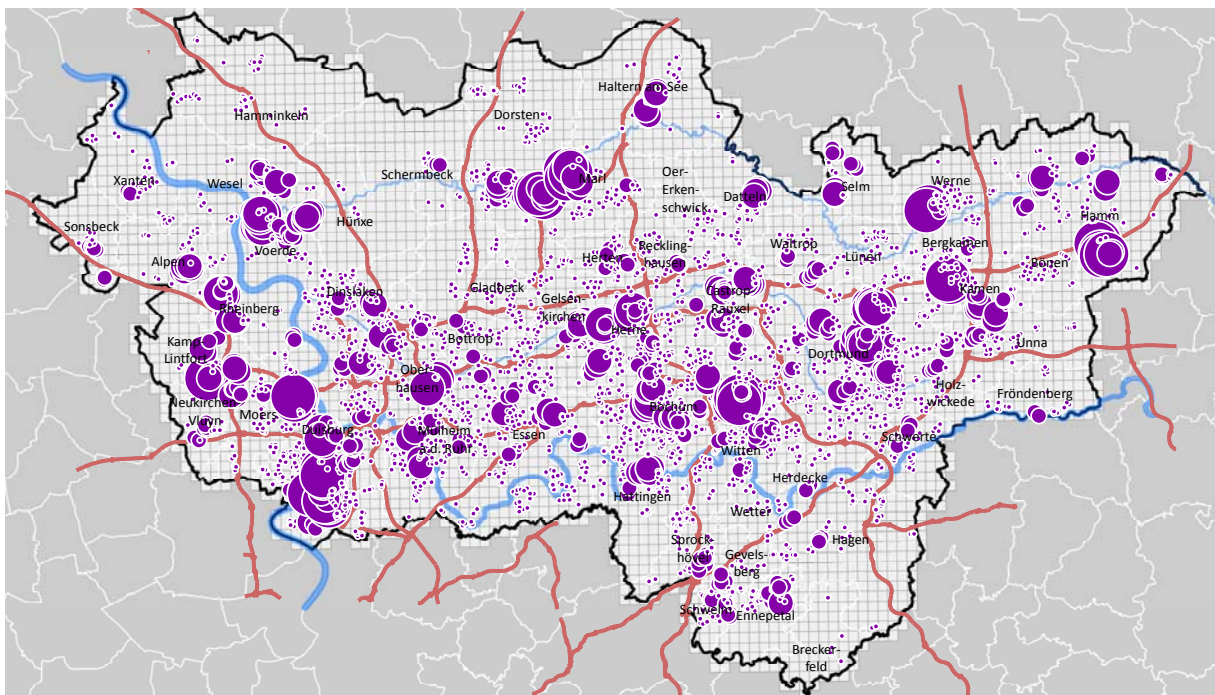 Haltern am See
Hamminkeln
Dorsten
Schermbeck
Marl
Oer-
Erken-
schwick
Xanten
Wesel
Datteln
Selm
Werne
Hamm
Sonsbeck
Hünxe
Voerde
Alpen
Herten
Reckling-
hausen
Waltrop
Lünen
Bergkamen
Bönen
Dinslaken
Gladbeck
Gelsen-
kirchen
Castrop-
Rauxel
Kamen
Rheinberg
Herne
Bottrop
Unna
Kamp-
Lintfort
Dortmund
Ober-
hausen
Holz-
wickede
Fröndenberg
Neukirchen-
Vluyn
Moers
Bochum
Duisburg
Mülheim
a.d. Ruhr
Essen
Schwerte
Witten
Hattingen
Herdecke
Wetter
Sprock-
hövel
Gevels-
berg
Hagen
Schwelm
Ennepetal
Brecker-
feld